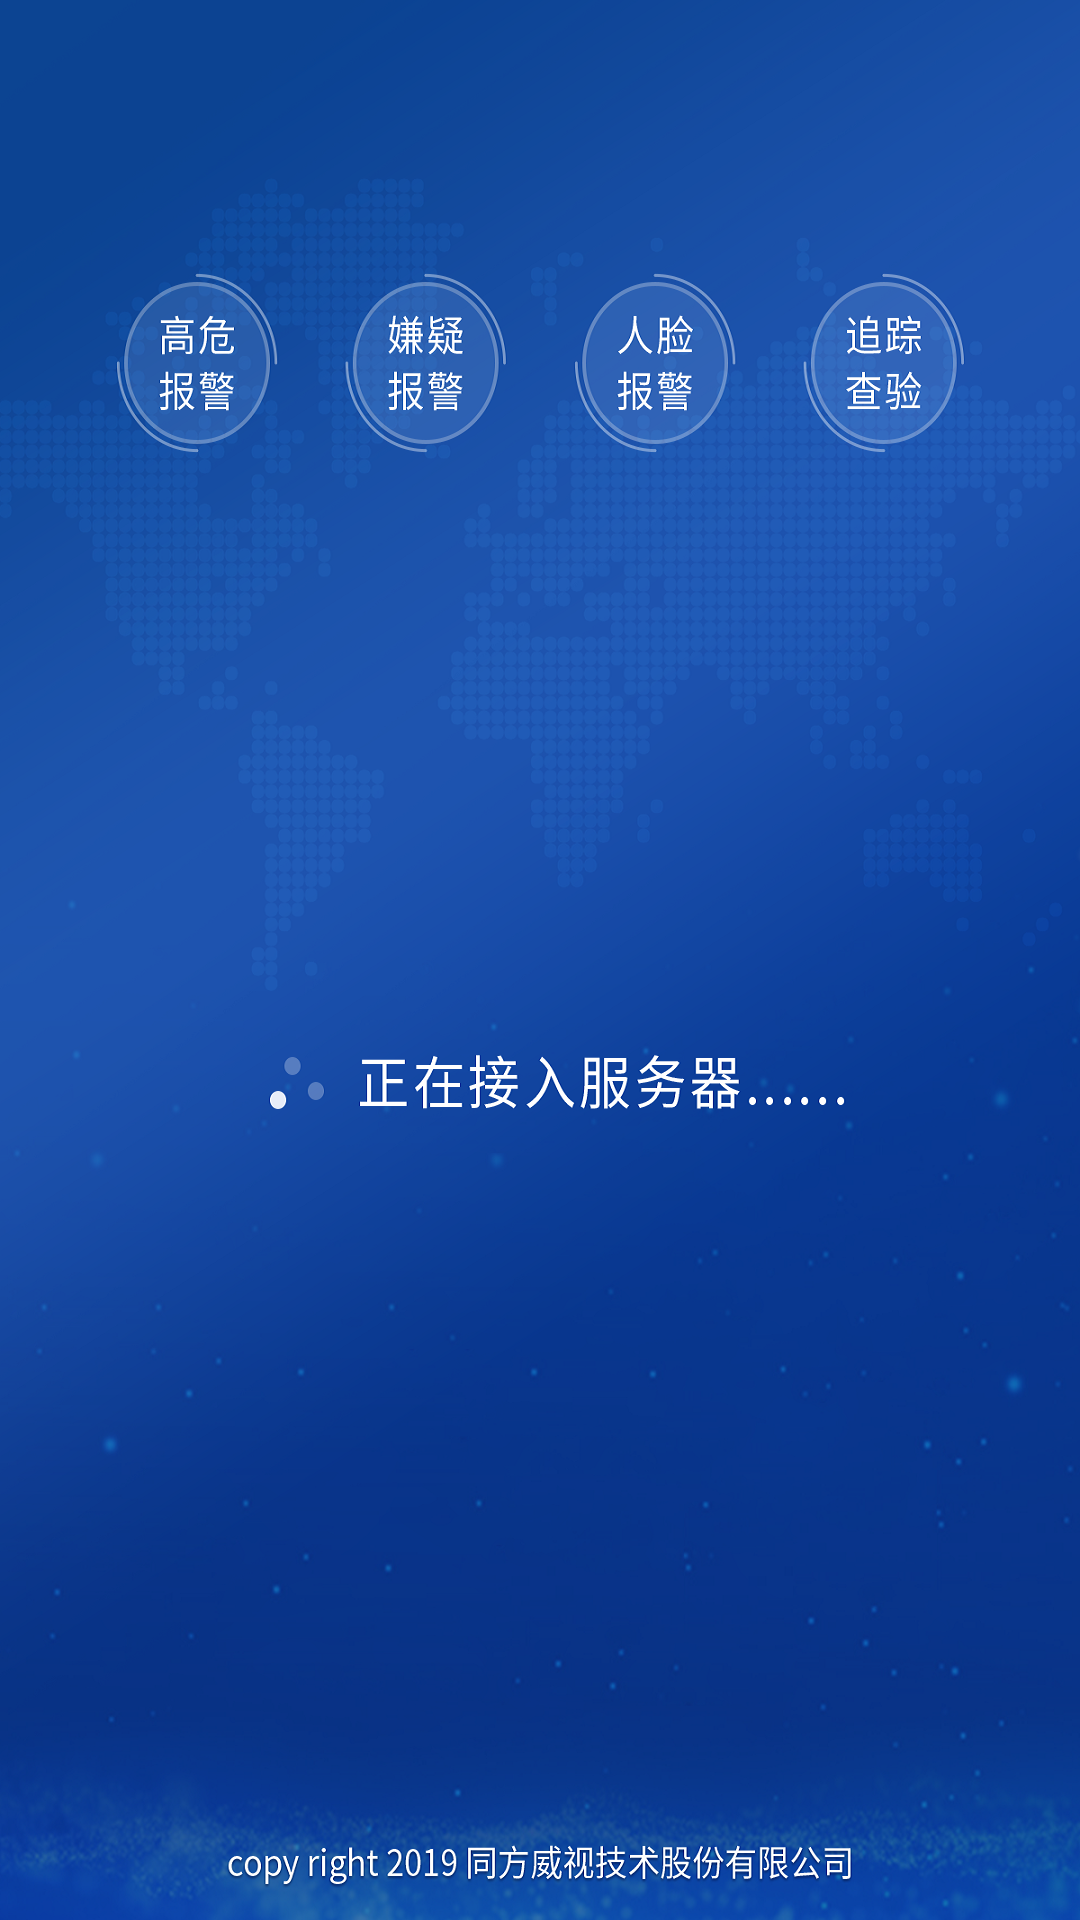 高危 嫌疑 人脸 追踪
报警 报警 报警 查验
正在接入服务器......
copy right 2019 同方威视技术股份有限公司